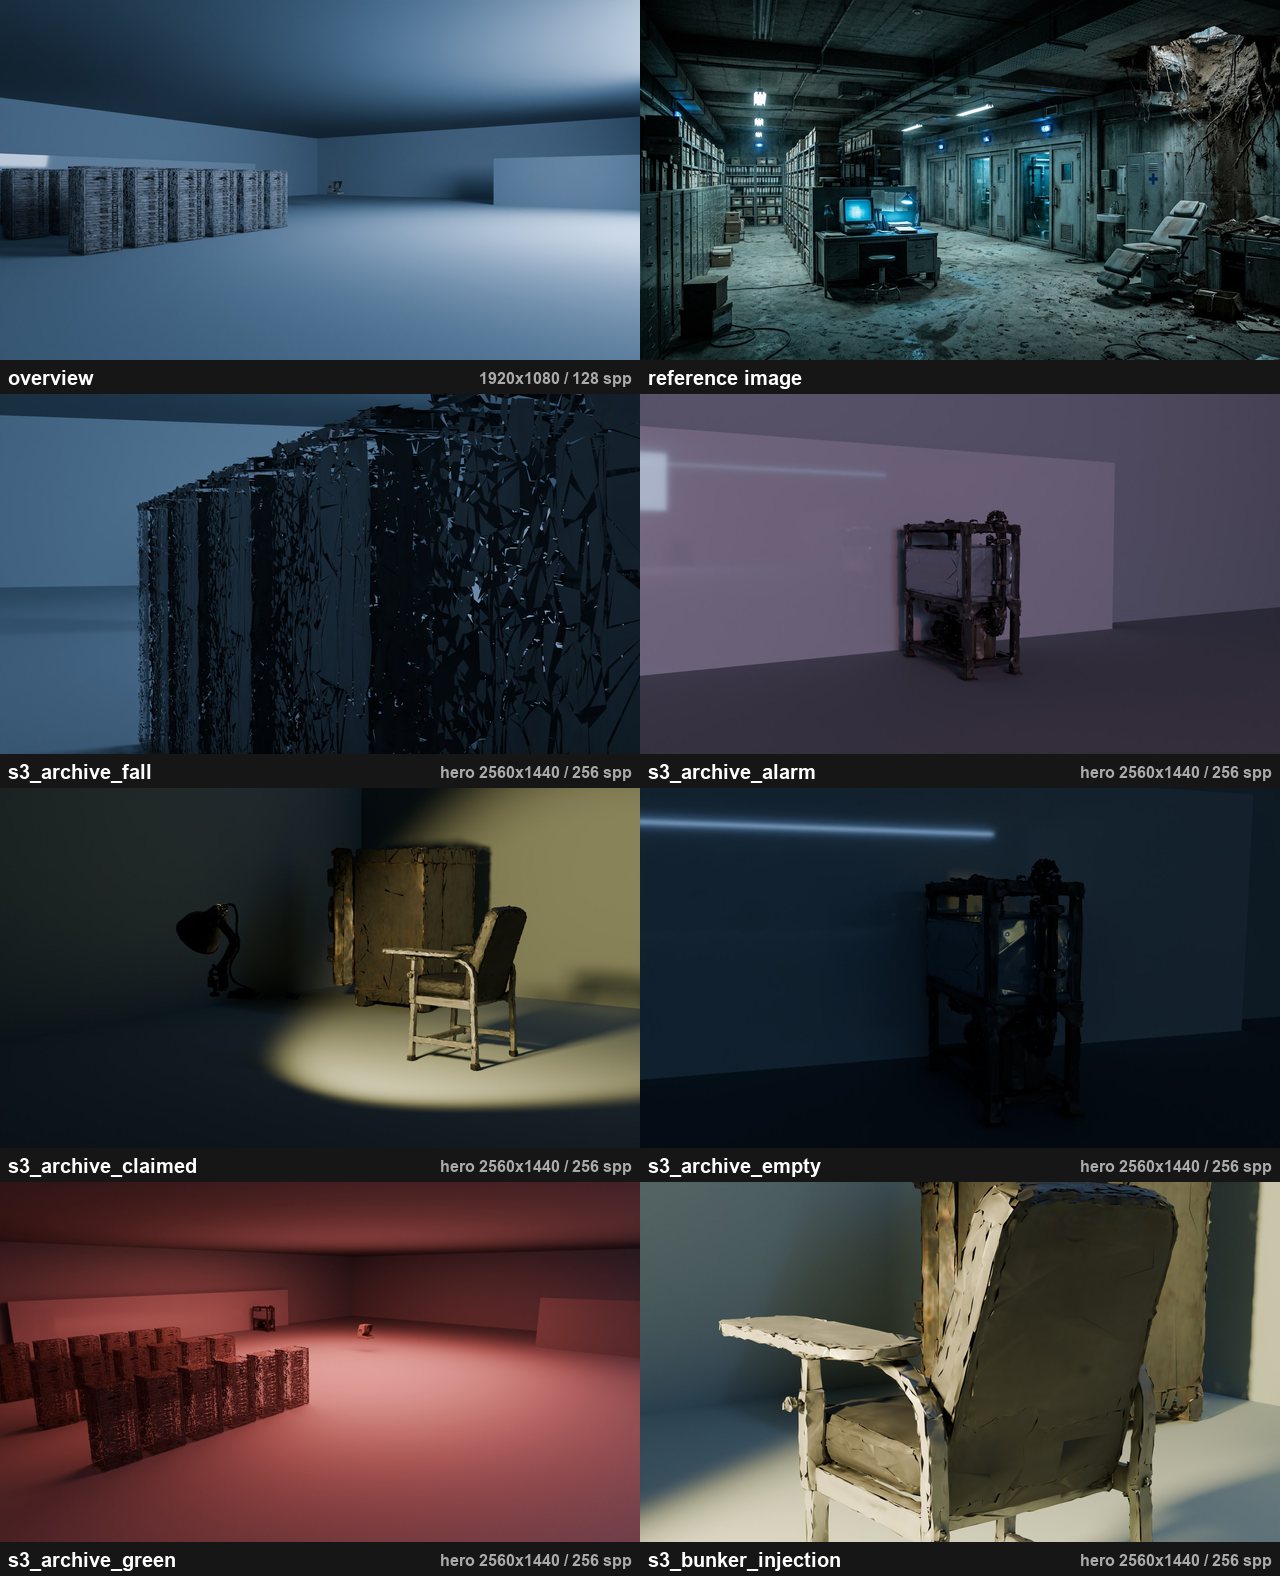 overview 1920x1080 / 128 spp
reference image
s3_archive_fall hero 2560x1440 / 256 spp
s3_archive_alarm hero 2560x1440 / 256 spp
s3_archive_claimed hero 2560x1440 / 256 spp
s3_archive_empty hero 2560x1440 / 256 spp
s3_archive_green hero 2560x1440 / 256 spp
s3_bunker_injection hero 2560x1440 / 256 spp